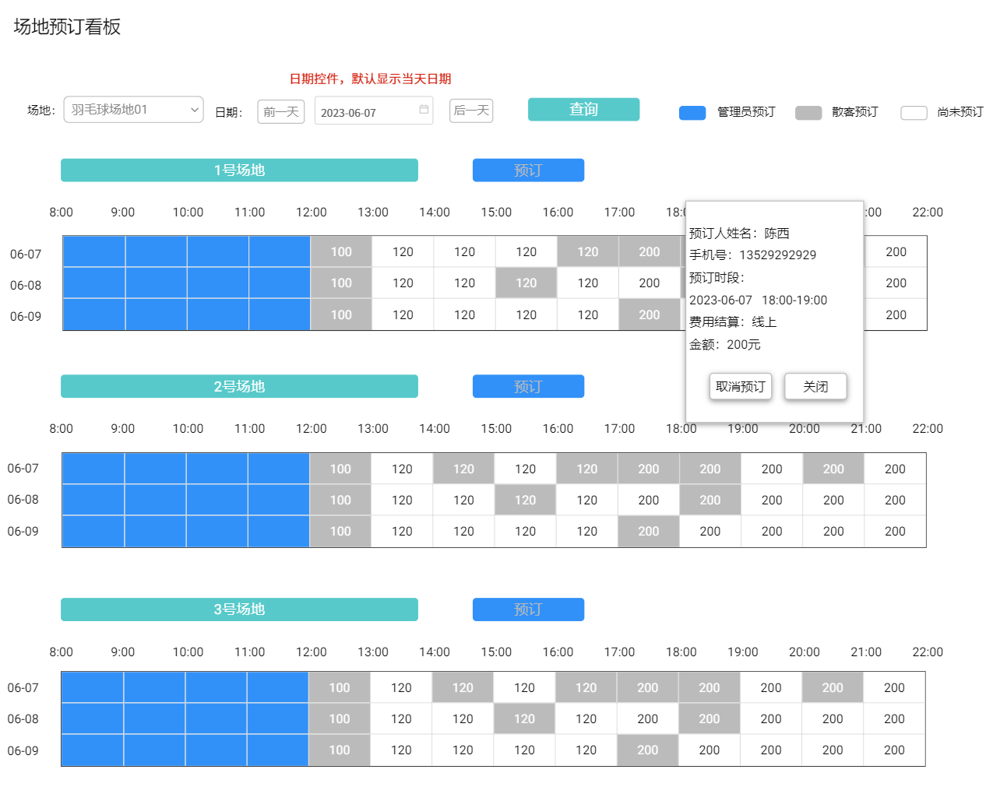 场地预订看板
日期控件，默认显示当天日期
场地： 羽毛球场地01 日期： 前一天 2023-06-07 后一天 查询 管理员预订 散客预订 尚未预订
1号场地 预订
8:00 9:00 10:00 11:00 12:00 13:00 14:00 15:00 16:00 17:00 18:0 :00 22:00
06-07 100 120 120 120 120 200 200
06-08 100 120 120 120 120 200 200
06-09 100 120 120 120 120 200 200
预订人姓名：陈西
手机号：13529292929
预订时段：
2023-06-07 18:00-19:00
费用结算：线上
金额：200元
取消预订 关闭
2号场地 预订
8:00 9:00 10:00 11:00 12:00 13:00 14:00 15:00 16:00 17:00 18:00 19:00 20:00 21:00 22:00
06-07 100 120 120 120 120 200 200 200 200 200
06-08 100 120 120 120 120 200 200 200 200 200
06-09 100 120 120 120 120 200 200 200 200 200
3号场地 预订
8:00 9:00 10:00 11:00 12:00 13:00 14:00 15:00 16:00 17:00 18:00 19:00 20:00 21:00 22:00
06-07 100 120 120 120 120 200 200 200 200 200
06-08 100 120 120 120 120 200 200 200 200 200
06-09 100 120 120 120 120 200 200 200 200 200